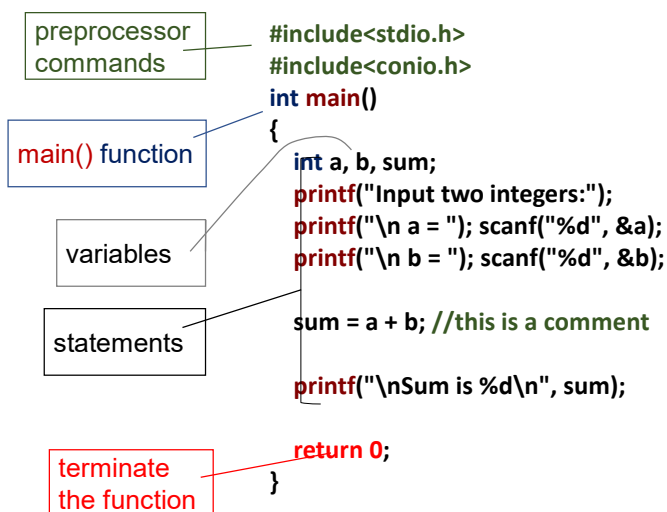 preprocessor
commands
main() function
variables
statements
terminate
the function
#include<stdio.h>
#include<conio.h>
int main()
{
int a, b, sum;
printf("Input two integers:");
printf("\n a = "); scanf("%d", &a);
printf("\n b = "); scanf("%d", &b);
sum = a + b; //this is a comment
printf("\nSum is %d\n", sum);
return 0;
}